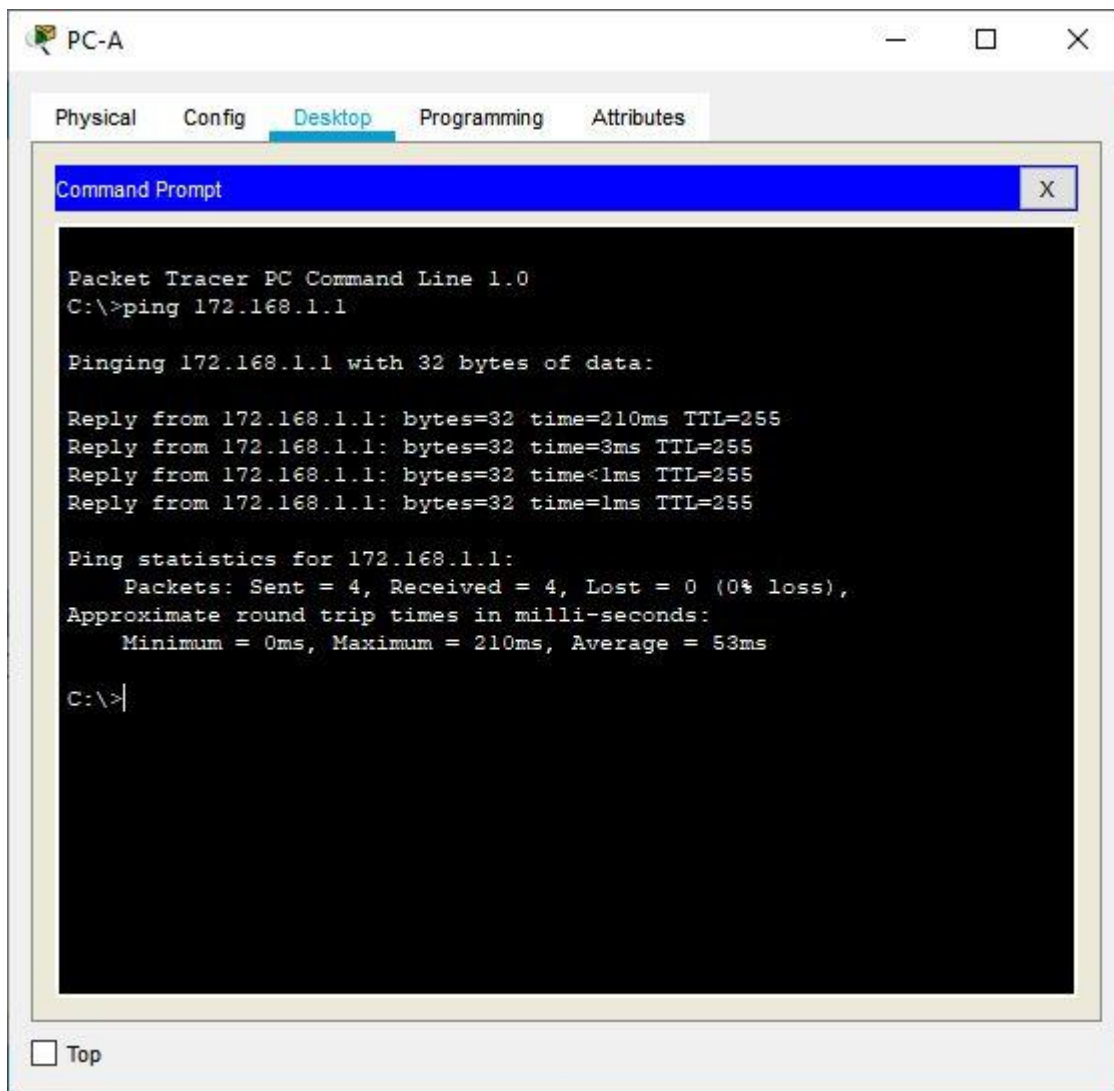 PC-A
Physical Config Desktop Programming Attributes
Command Prompt X
Packet Tracer PC Command Line 1.0
C:\>ping 172.168.1.1
Pinging 172.168.1.1 with 32 bytes of data:
Reply from 172.168.1.1: bytes=32 time=210ms TTL=255
Reply from 172.168.1.1: bytes=32 time=3ms TTL=255
Reply from 172.168.1.1: bytes=32 time<1ms TTL=255
Reply from 172.168.1.1: bytes=32 time=1ms TTL=255
Ping statistics for 172.168.1.1:
Packets: Sent = 4, Received = 4, Lost = 0 (0% loss),
Approximate round trip times in milli-seconds:
Minimum = 0ms, Maximum = 210ms, Average = 53ms
C:\>
Top